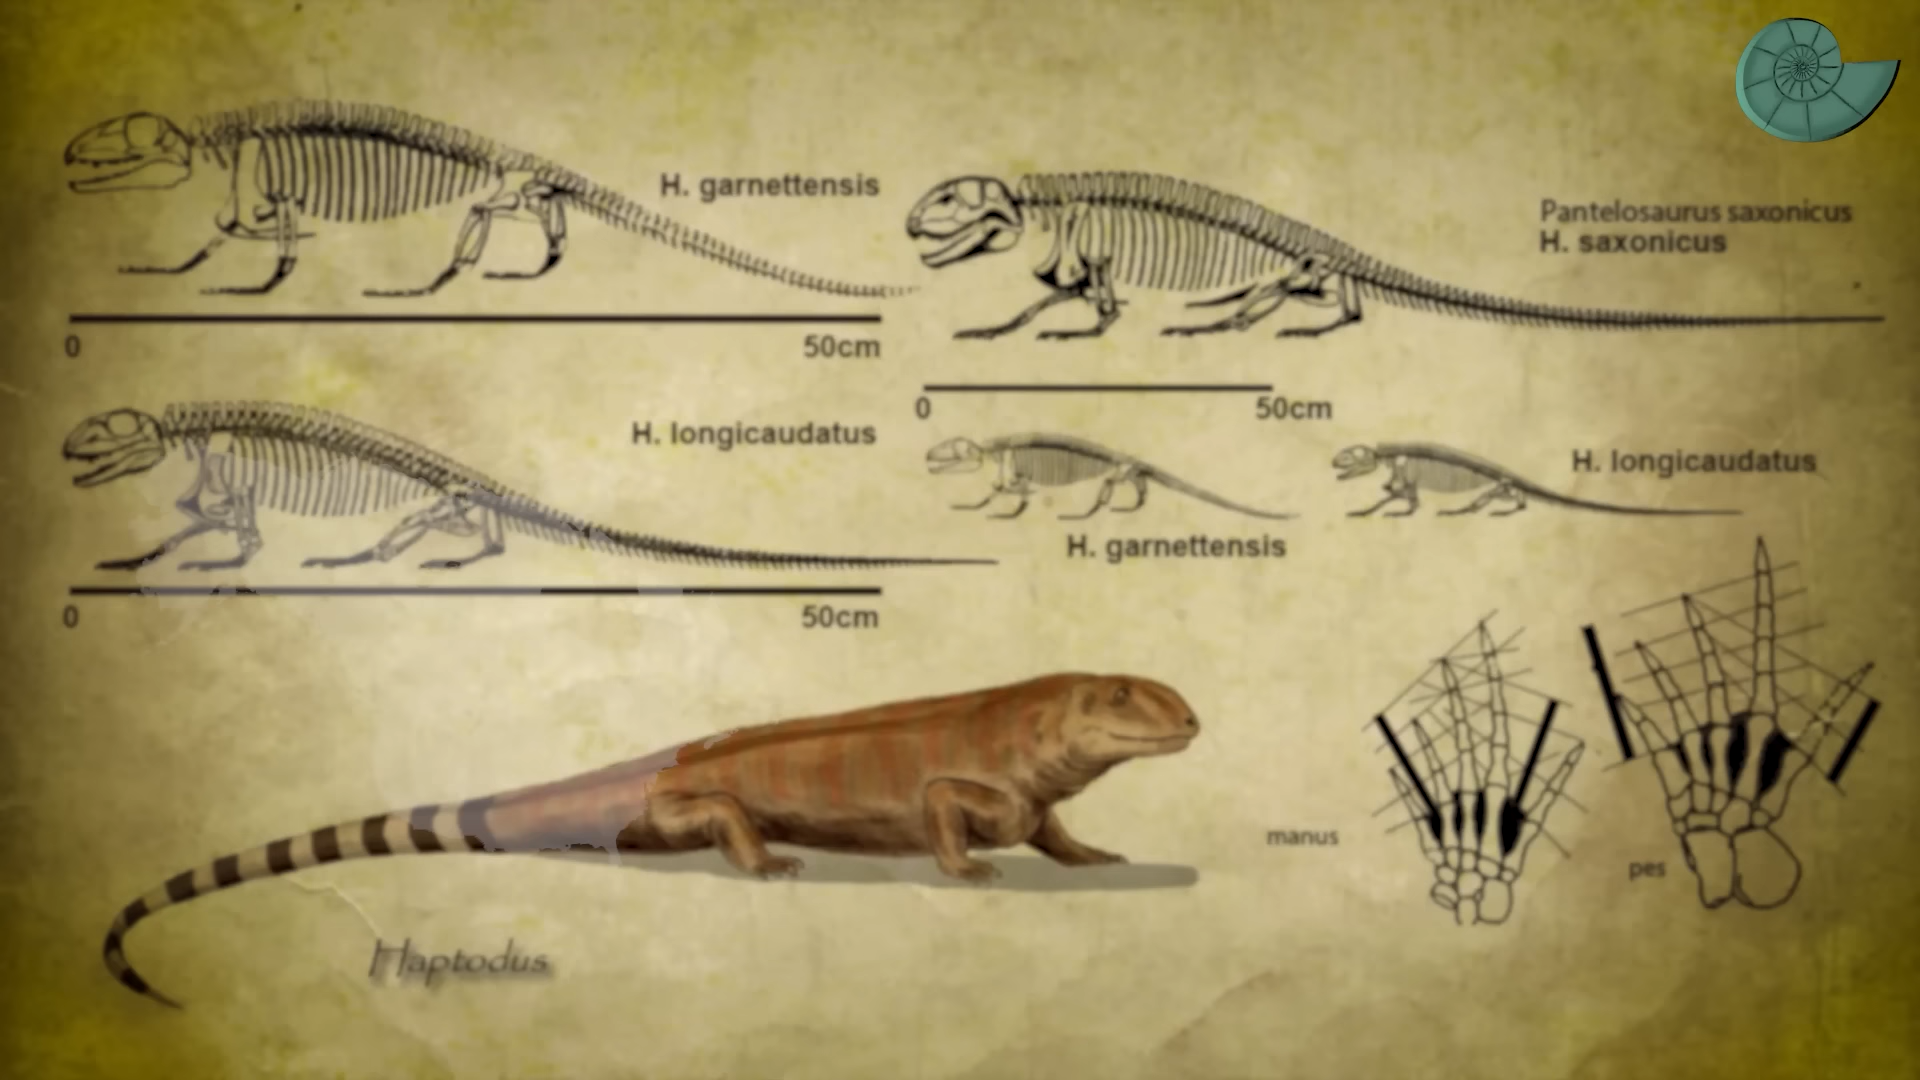 H. garnettensis
0 50cm
Pantelosaurus saxonicus
H. saxonicus
0 50cm
H. longicaudatus
0 50cm
H. garnettensis
H. longicaudatus
manus
pes
Haptodus